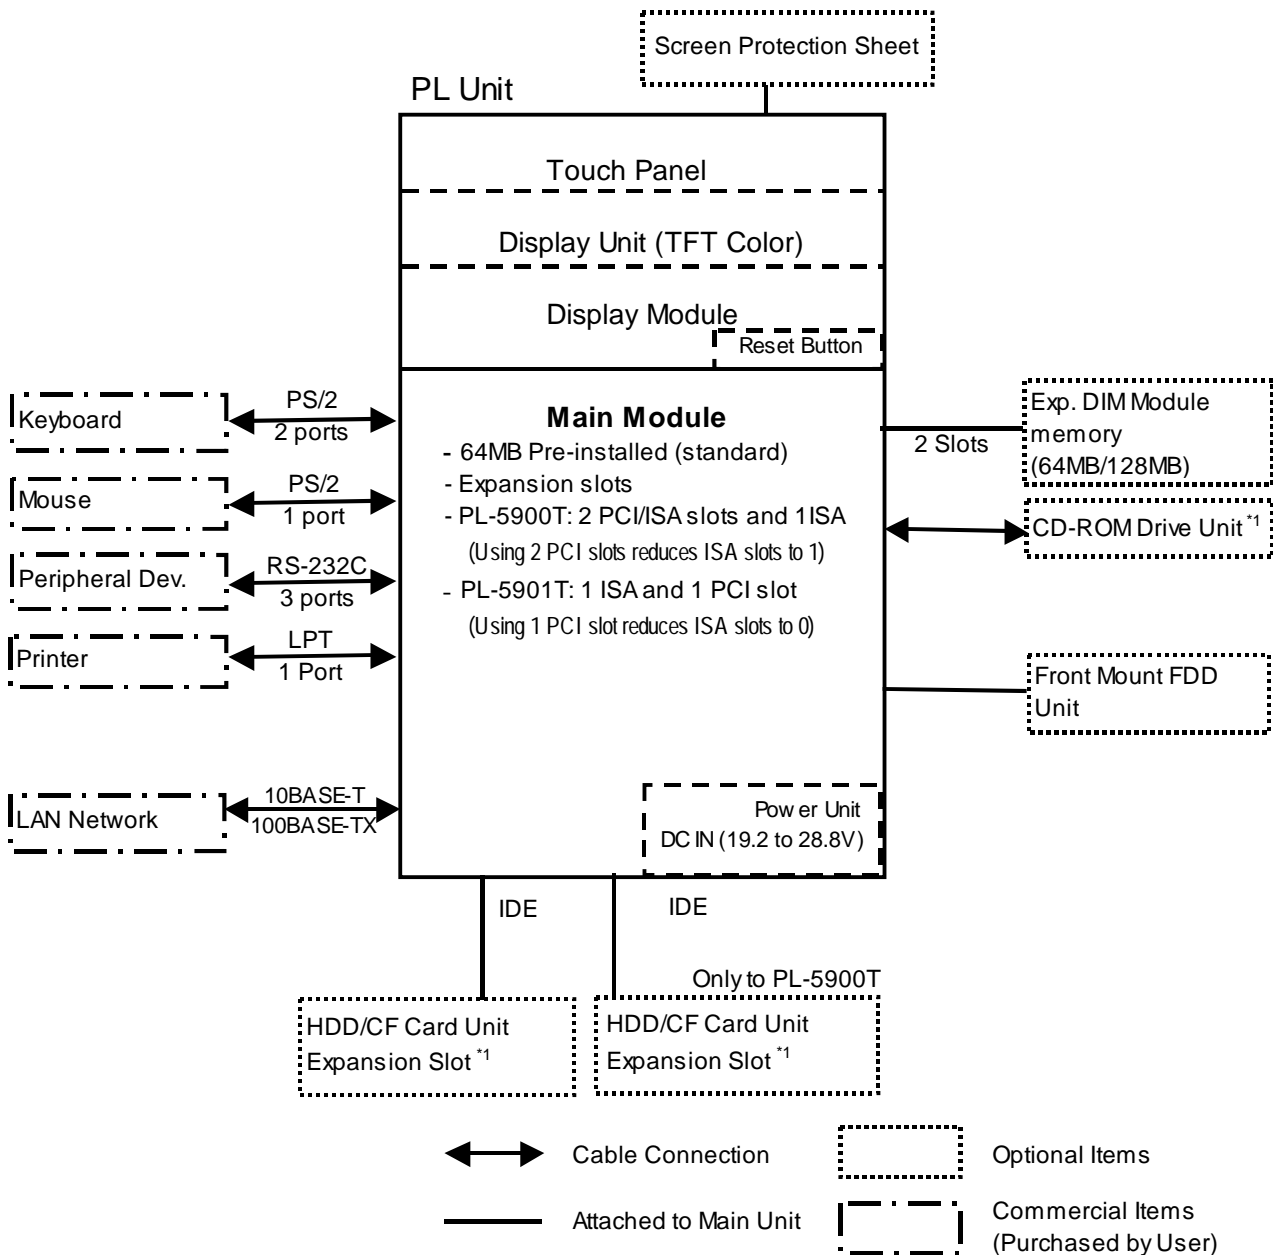 Screen Protection Sheet
PL Unit
Touch Panel
Display Unit (TFT Color)
Display Module
Reset Button
Keyboard
PS/2
2 ports
Mouse
PS/2
1 port
Peripheral Dev.
RS-232C
3 ports
Printer
LPT
1 Port
LAN Network
10BASE-T
100BASE-TX
Main Module
- 64MB Pre-installed (standard)
- Expansion slots
- PL-5900T: 2 PCI/ISA slots and 1ISA
(Using 2 PCI slots reduces ISA slots to 1)
- PL-5901T: 1 ISA and 1 PCI slot
(Using 1 PCI slot reduces ISA slots to 0)
Power Unit
DC IN (19.2 to 28.8V)
2 Slots
Exp. DIM Module
memory
(64MB/128MB)
CD-ROM Drive Unit *1
Front Mount FDD
Unit
IDE
IDE
Only to PL-5900T
HDD/CF Card Unit
Expansion Slot *1
HDD/CF Card Unit
Expansion Slot *1
Cable Connection
Optional Items
Attached to Main Unit
Commercial Items
(Purchased by User)